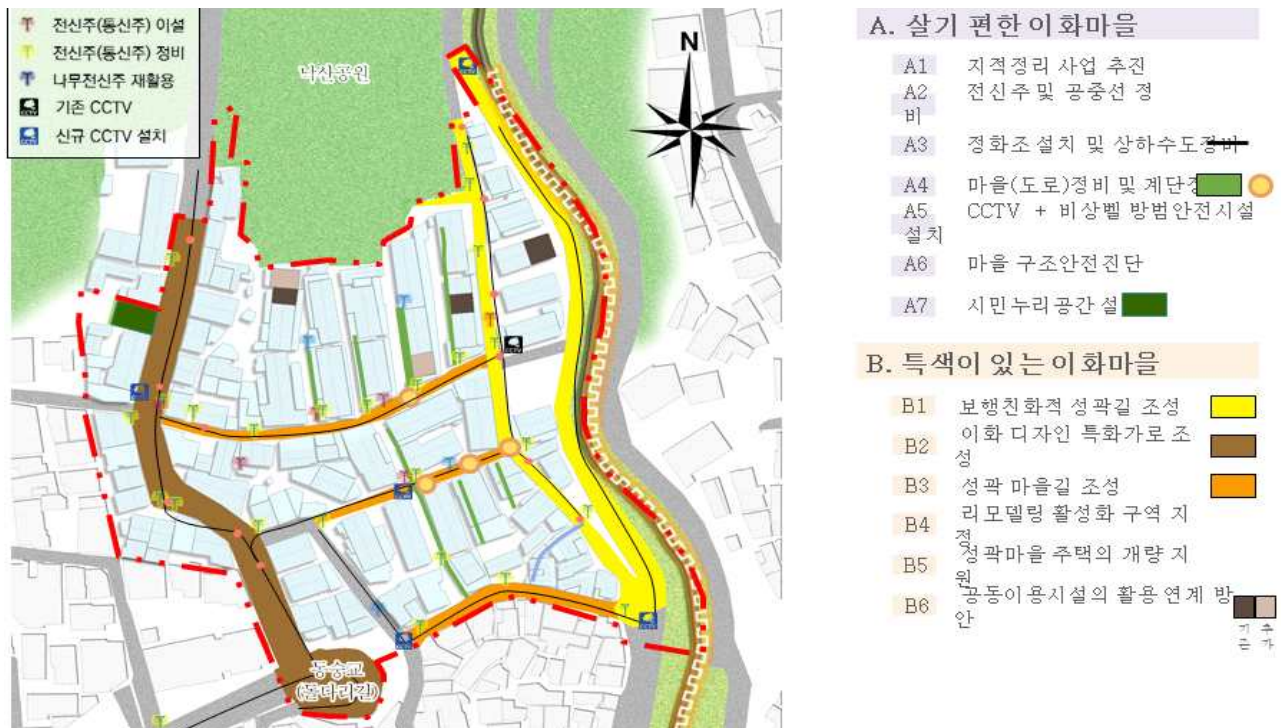 전신주(통신주) 이설
전신주(통신주) 정비
나무전신주 재활용
기존 CCTV
신규 CCTV 설치
낙산공원
N
CCTV
동숭교
(굴다리길)
A. 살기 편한 이화마을
A1 지적정리 사업 추진
A2 전신주 및 공중선 정
비
A3 정화조설치 및 상하수도정비
A4 마을(도로)정비 및 계단정
A5 CCTV + 비상벨 방범안전시설
설치
A6 마을 구조안전진단
A7 시민누리공간 설
B. 특색이 있는 이화마을
B1 보행친화적 성곽길 조성
B2 이화 디자인 특화가로 조
성
B3 성곽 마을길 조성
B4 리모델링 활성화 구역 지
정
B5 성곽마을 주택의 개량 지
원
B6 공동이용시설의 활용 연계 방
안
기존
추가